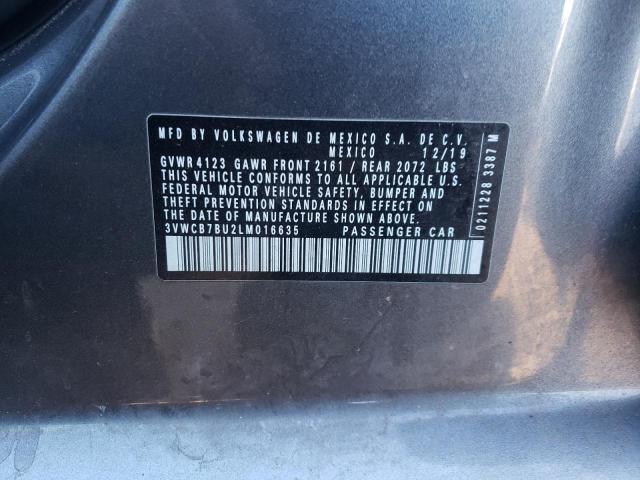 MFD BY VOLKSWAGEN DE MEXICO S.A. DE C.V.
MEXICO 12/19
GVWR 4123 GAWR FRONT 2161 / REAR 2072 LBS
THIS VEHICLE CONFORMS TO ALL APPLICABLE U.S.
FEDERAL MOTOR VEHICLE SAFETY, BUMPER AND
THEFT PREVENTION STANDARDS IN EFFECT ON THE
DATE OF MANUFACTURE SHOWN ABOVE.
3VWCB7BU2LM016635 PASSENGER CAR
0211228 3387 M